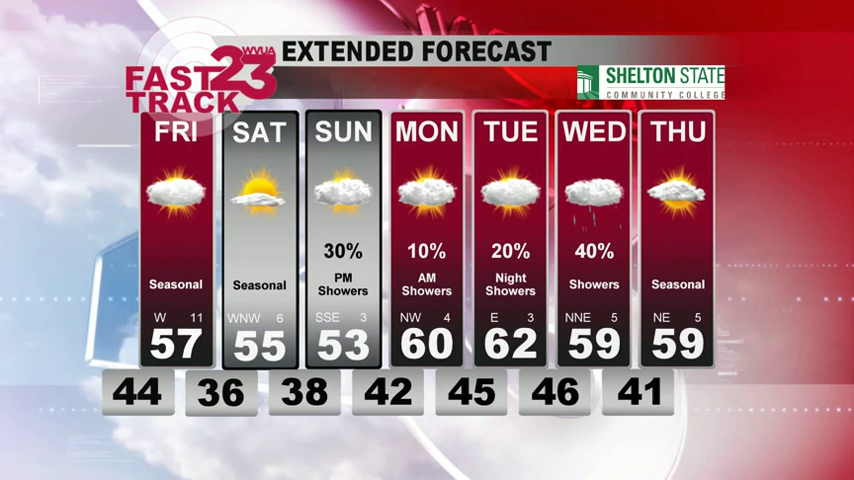 WVUA
23
FAST
TRACK
EXTENDED FORECAST
SHELTON STATE
COMMUNITY COLLEGE
FRI SAT SUN MON TUE WED THU
30% 10% 20% 40%
Seasonal Seasonal PM Showers AM Showers Night Showers Showers Seasonal
W 11 WNW 6 SSE 3 NW 4 E 3 NNE 5 NE 5
57 55 53 60 62 59 59
44 36 38 42 45 46 41